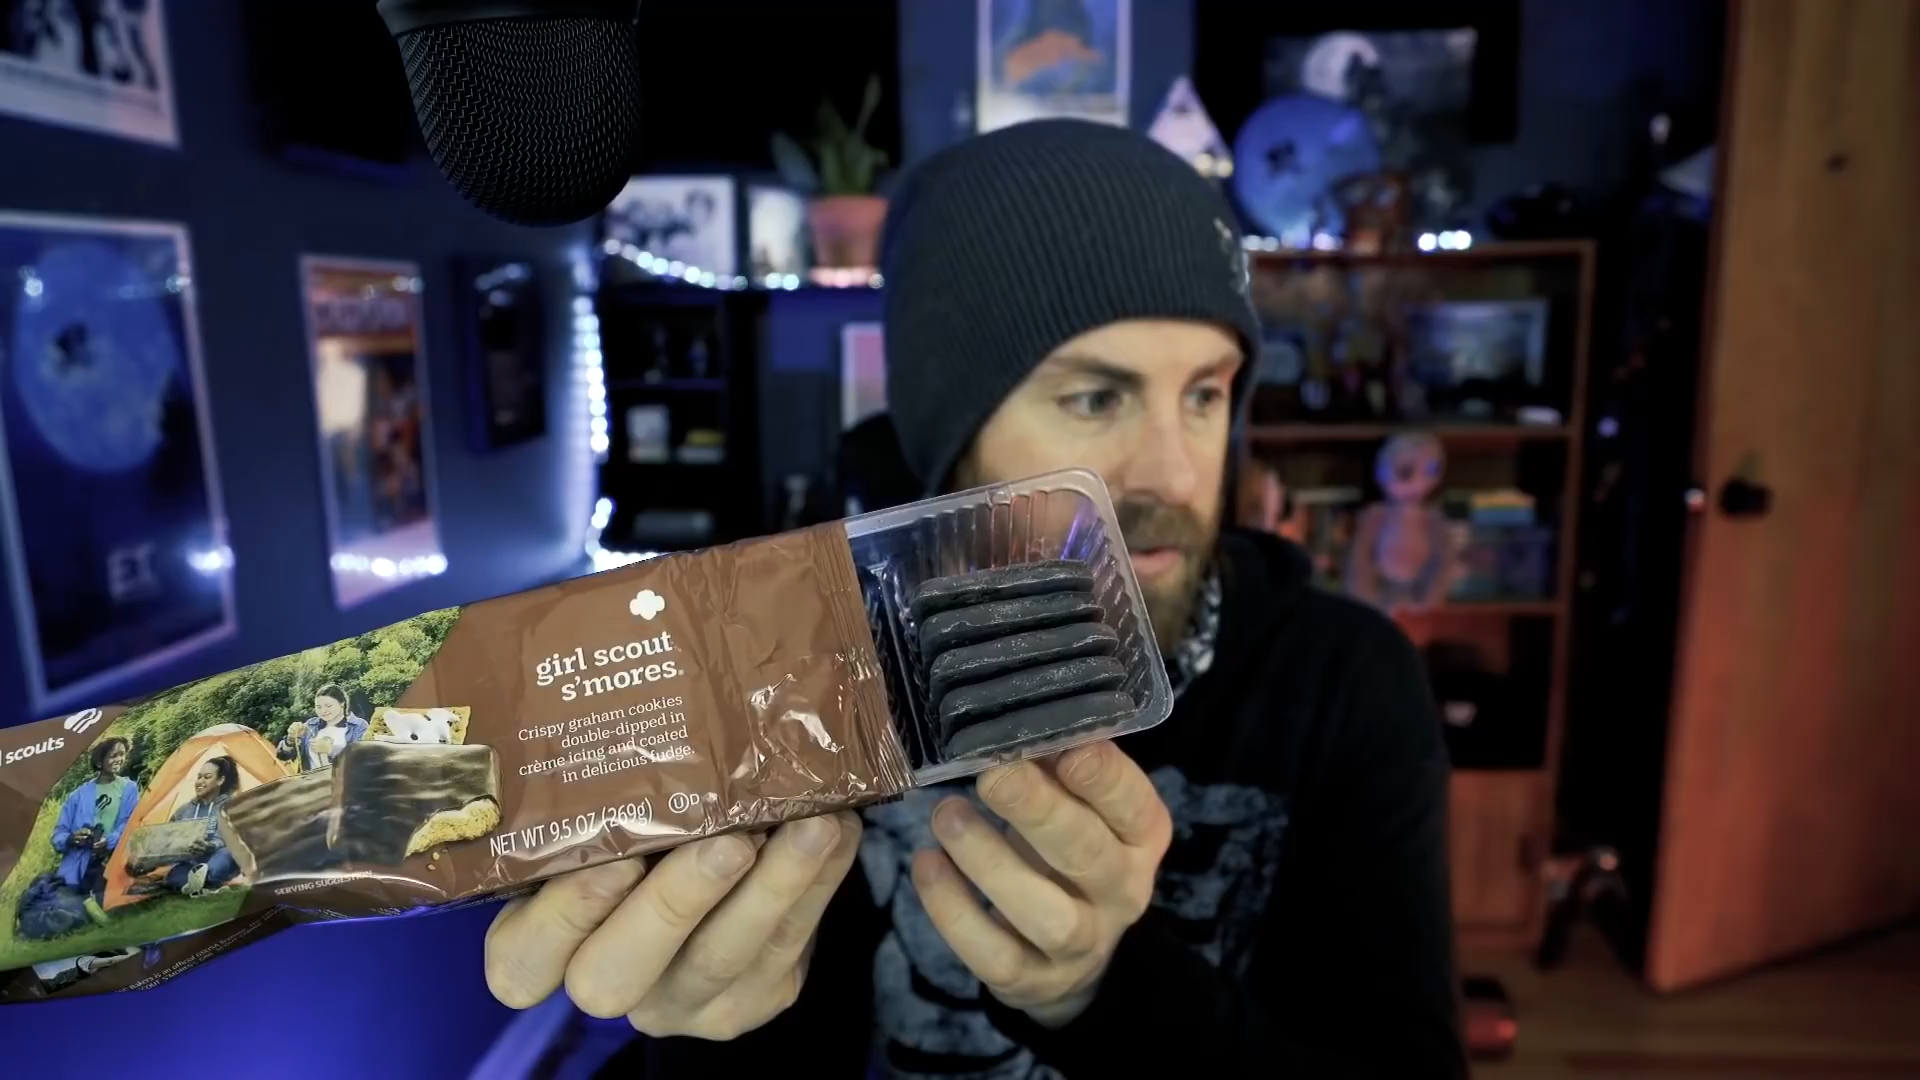 girl scout
s'mores®
Crispy graham cookies
double-dipped in
crème icing and coated
in delicious fudge.
NET WT 9.5 OZ (269g)
U D
scouts
SERVING SUGGESTION
E.T.